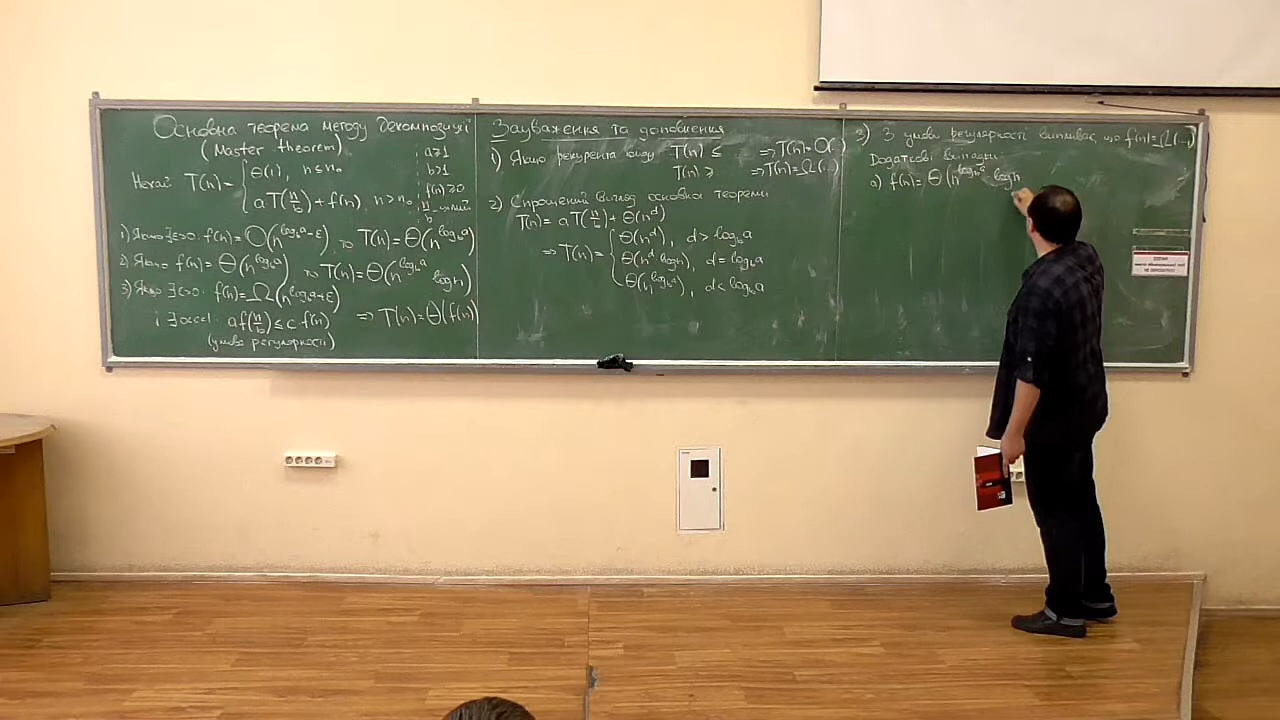 Основна теорема методу декомпозиції
(Master theorem)
Нехай T(n) = { Θ(1), n ≤ n₀
aT(n/b) + f(n), n > n₀
a ≥ 1
b > 1
f(n) ≥ 0
n/b - цілий
1) Якщо ∃ε>0: f(n) = O(n^(log_b a - ε)), то T(n) = Θ(n^(log_b a))
2) Якщо f(n) = Θ(n^(log_b a)), то T(n) = Θ(n^(log_b a) log n)
3) Якщо ∃ε>0: f(n) = Ω(n^(log_b a + ε))
і ∃ 0<c<1: af(n/b) ≤ c f(n) ⇒ T(n) = Θ(f(n))
(умова регулярності)
Зауваження та доповнення
1) Якщо рекурента виду T(n) ≤ ⇒ T(n) = O( )
T(n) ≥ ⇒ T(n) = Ω(...)
2) Спрощений вигляд основної теореми
T(n) = aT(n/b) + Θ(n^d)
⇒ T(n) = { Θ(n^d), d > log_b a
Θ(n^d log n), d = log_b a
Θ(n^(log_b a)), d < log_b a
3) З умови регулярності випливає, що f(n) = Ω(...)
Додаткові випадки
а) f(n) = Θ(n^(log_b a) log n